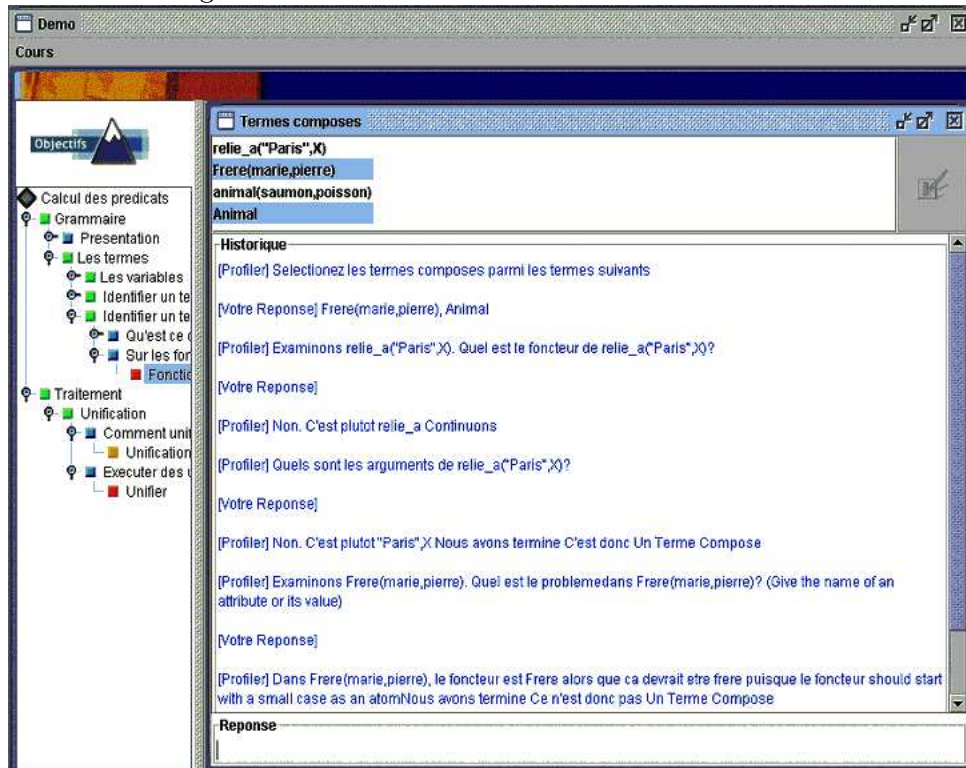 Demo
Cours
Objectifs
Calcul des predicats
Grammaire
Presentation
Les termes
Les variables
Identifier un te
Identifier un te
Qu'est ce
Sur les for
Fonctio
Traitement
Unification
Comment unif
Unification
Executer des
Unifier
Termes composes
relie_a("Paris",X)
Frere(marie,pierre)
animal(saumon,poisson)
Animal
Historique
[Profiler] Selectionez les termes composes parmi les termes suivants
[Votre Reponse] Frere(marie,pierre), Animal
[Profiler] Examinons relie_a("Paris",X). Quel est le foncteur de relie_a("Paris",X)?
[Votre Reponse]
[Profiler] Non. C'est plutot relie_a Continuons
[Profiler] Quels sont les arguments de relie_a("Paris",X)?
[Votre Reponse]
[Profiler] Non. C'est plutot "Paris",X Nous avons termine C'est donc Un Terme Compose
[Profiler] Examinons Frere(marie,pierre). Quel est le problemedans Frere(marie,pierre)? (Give the name of an
attribute or its value)
[Votre Reponse]
[Profiler] Dans Frere(marie,pierre), le foncteur est Frere alors que ca devrait etre frere puisque le foncteur should start
with a small case as an atomNous avons termine Ce n'est donc pas Un Terme Compose
Reponse